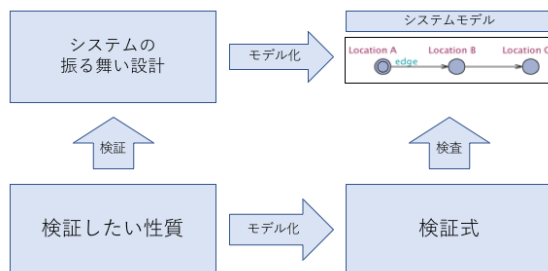 システムの
振る舞い設計
モデル化
システムモデル
Location A
Location B
Location C
edge
検証
検査
検証したい性質
モデル化
検証式